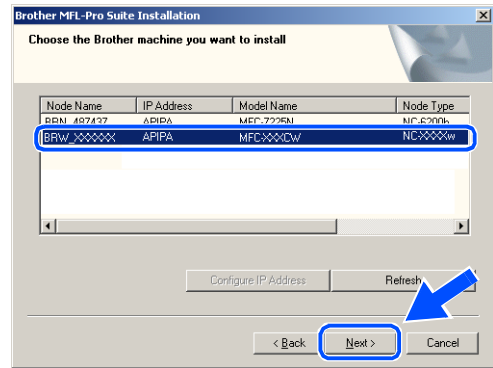 Brother MFL-Pro Suite Installation
Choose the Brother machine you want to install
Node Name IP Address Model Name Node Type
BRN_487437 APIPA MFC-7225N NC-6200h
BRW_XXXXXX APIPA MFC-XXXCW NC-XXXXw
Configure IP Address Refresh
< Back Next > Cancel